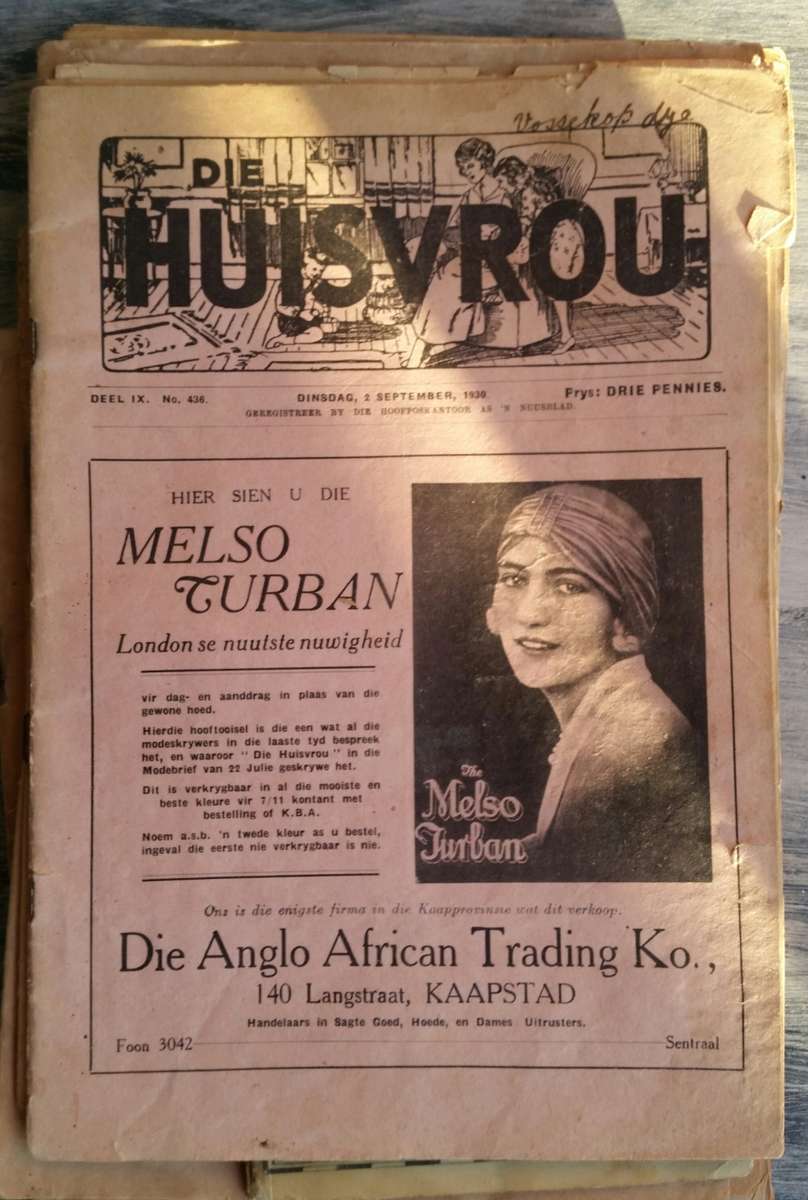 Vossekop
DIE
HUISVROU
DEEL IX. No. 436. DINSDAG, 2 SEPTEMBER, 1930. Prys: DRIE PENNIES.
GEREGISTREER BY DIE HOOFPOSKANTOOR AS 'N NUUSBLAD.
HIER SIEN U DIE
MELSO
TURBAN
London se nuutste nuwigheid
vir dag- en aanddrag in plaas van die
gewone hoed.
Hierdie hooftooisel is die een wat al die
modeskrywers in die laaste tyd bespreek
het, en waaroor "Die Huisvrou" in die
Modebrief van 22 Julie geskrywe het.
Dit is verkrygbaar in al die mooiste en
beste kleure vir 7/11 kontant met
bestelling of K.B.A.
Noem a.s.b. 'n twede kleur as u bestel,
ingeval die eerste nie verkrygbaar is nie.
The
Melso
Turban
Ons is die enigste firma in die Kaapprovinsie wat dit verkoop.
Die Anglo African Trading Ko.,
140 Langstraat, KAAPSTAD
Handelaars in Sagte Goed, Hoede, en Dames Uitrusters.
Foon 3042 Sentraal